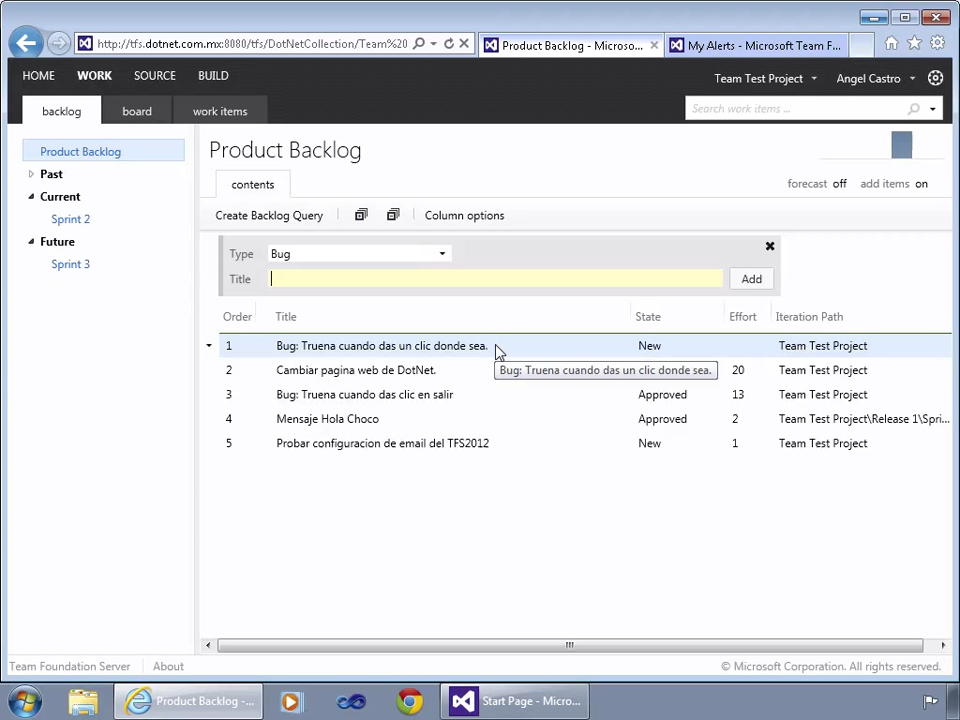 http://tfs.dotnet.com.mx:8080/tfs/DotNetCollection/Team%20
Product Backlog - Microso...
My Alerts - Microsoft Team F...
HOME WORK SOURCE BUILD
Team Test Project
Angel Castro
backlog board work items
Search work items ...
Product Backlog
Past
Current
Sprint 2
Future
Sprint 3
Product Backlog
contents
forecast off add items on
Create Backlog Query
Column options
Type Bug
Title
Add
Order Title State Effort Iteration Path
1 Bug: Truena cuando das un clic donde sea. New Team Test Project
Bug: Truena cuando das un clic donde sea.
2 Cambiar pagina web de DotNet. 20 Team Test Project
3 Bug: Truena cuando das clic en salir Approved 13 Team Test Project
4 Mensaje Hola Choco Approved 2 Team Test Project\Release 1\Spri...
5 Probar configuracion de email del TFS2012 New 1 Team Test Project
Team Foundation Server About
© Microsoft Corporation. All rights reserved.
Product Backlog -...
Start Page - Micro...